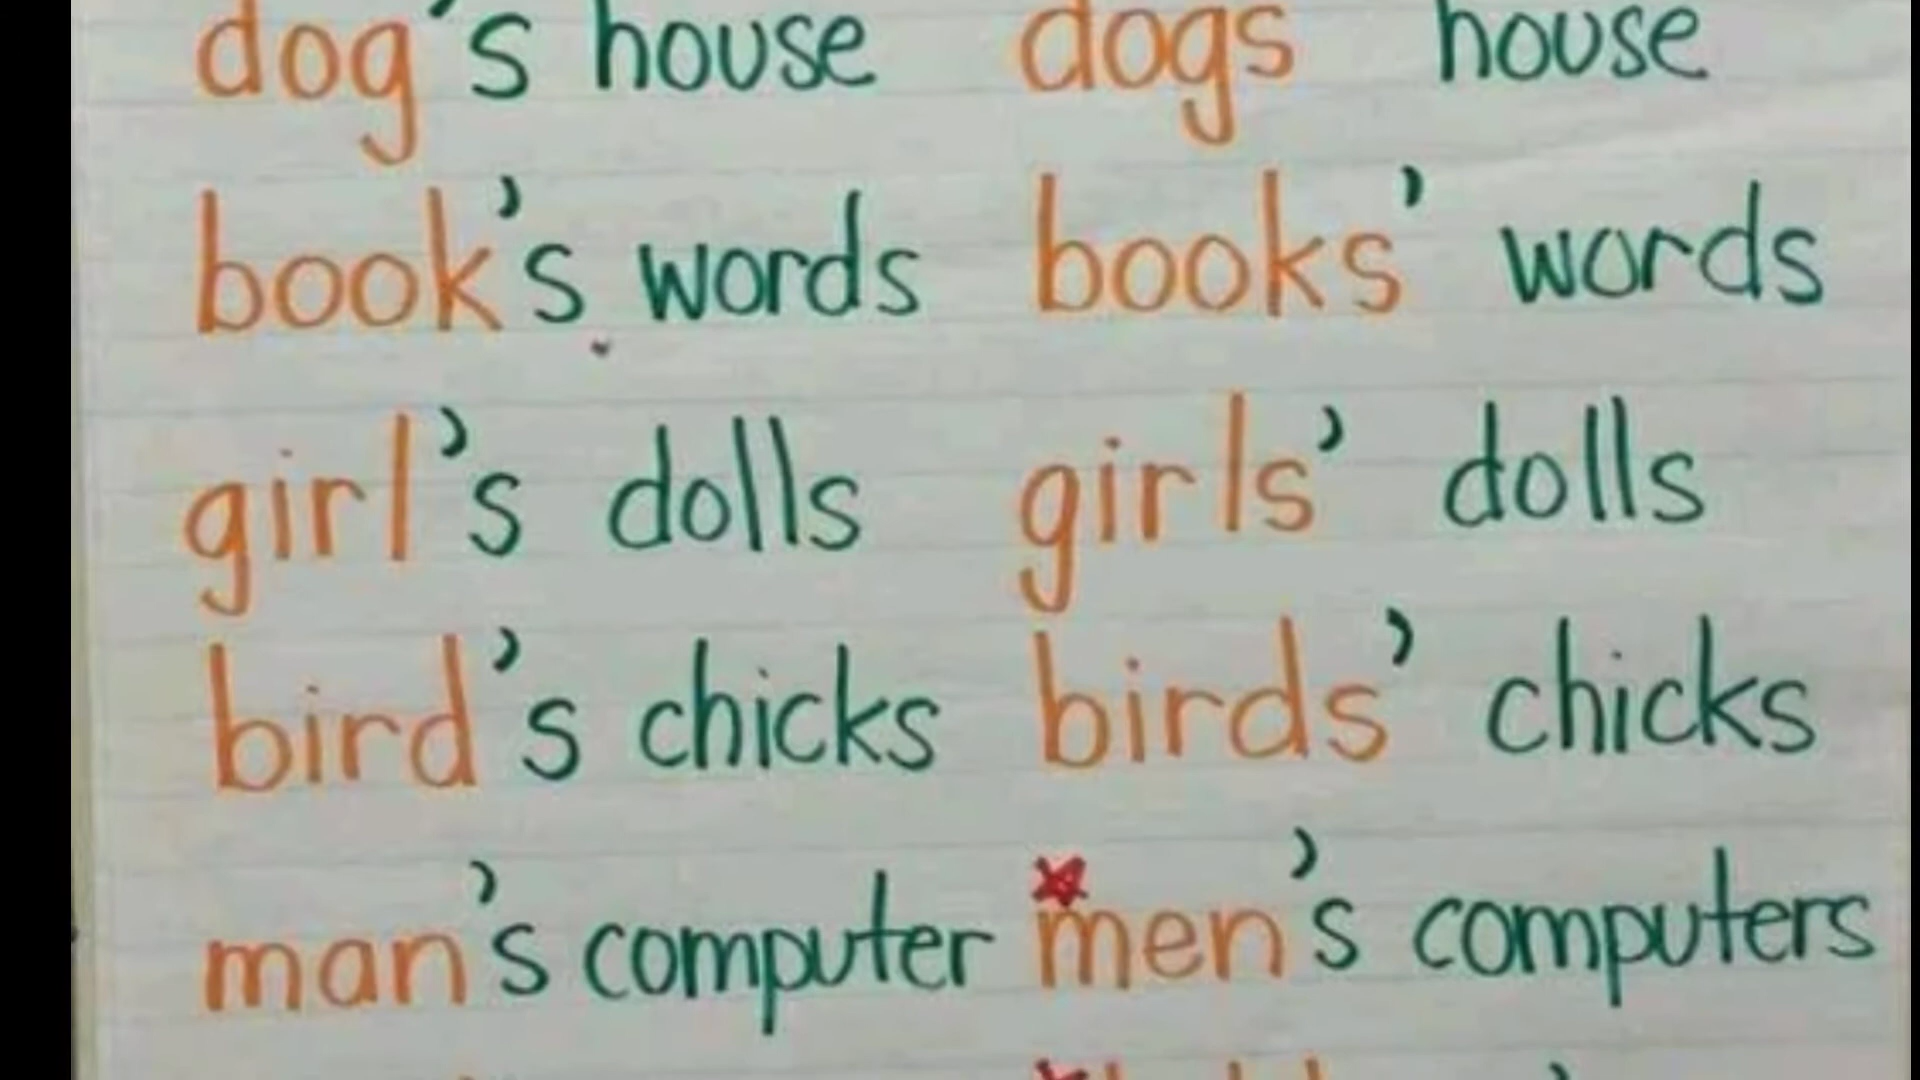 dog's house dogs house
book's words books' words
girl's dolls girls' dolls
bird's chicks birds' chicks
man's computer men's computers